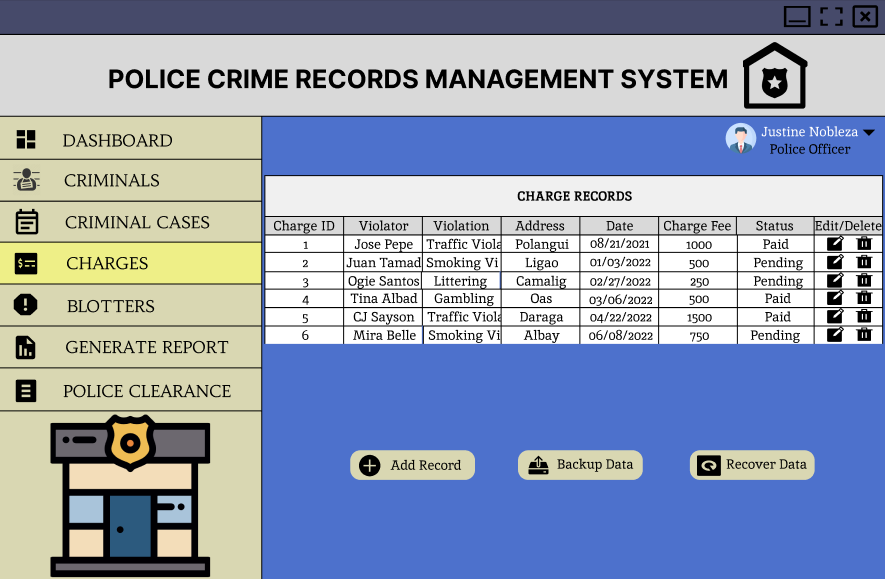 POLICE CRIME RECORDS MANAGEMENT SYSTEM
Justine Nobleza
Police Officer
DASHBOARD
CRIMINALS
CRIMINAL CASES
CHARGES
BLOTTERS
GENERATE REPORT
POLICE CLEARANCE
CHARGE RECORDS
Charge ID Violator Violation Address Date Charge Fee Status Edit/Delete
1 Jose Pepe Traffic Viola Polangui 08/21/2021 1000 Paid
2 Juan Tamad Smoking Vi Ligao 01/03/2022 500 Pending
3 Ogie Santos Littering Camalig 02/27/2022 250 Pending
4 Tina Albad Gambling Oas 03/06/2022 500 Paid
5 CJ Sayson Traffic Viola Daraga 04/22/2022 1500 Paid
6 Mira Belle Smoking Vi Albay 06/08/2022 750 Pending
Add Record Backup Data Recover Data